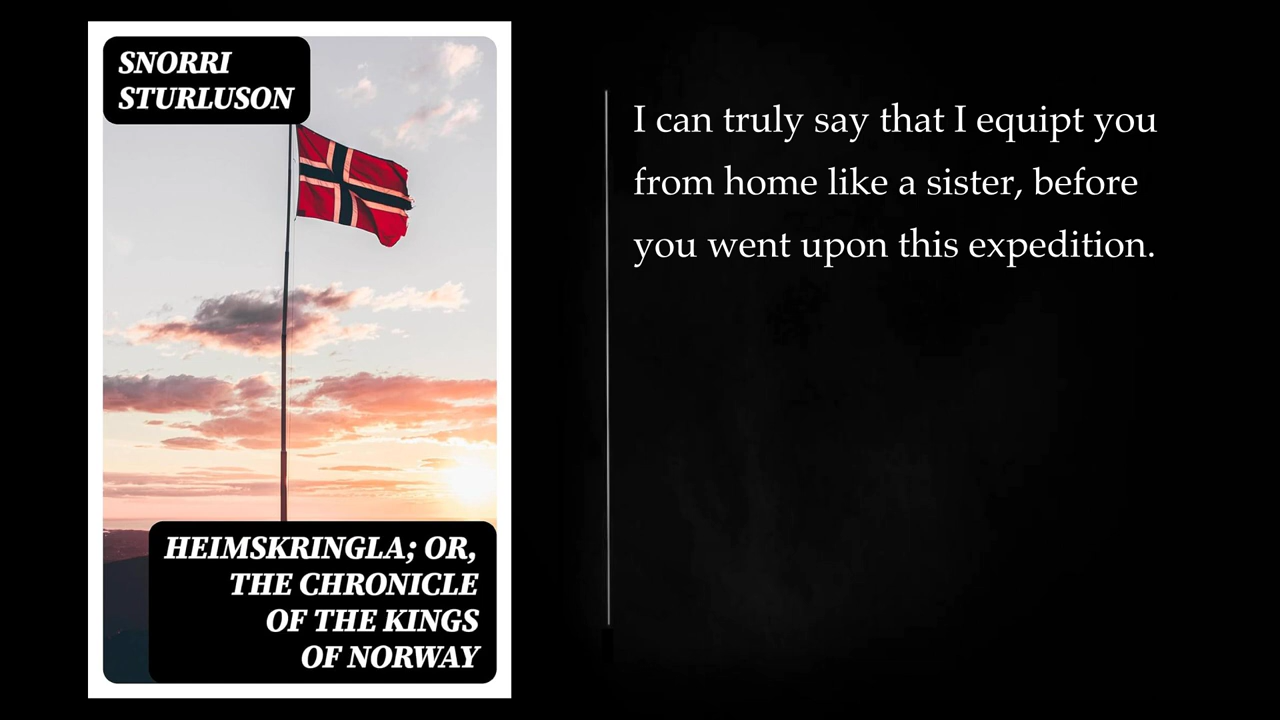 SNORRI
STURLUSON
HEIMSKRINGLA; OR,
THE CHRONICLE
OF THE KINGS
OF NORWAY
I can truly say that I equipt you
from home like a sister, before
you went upon this expedition.